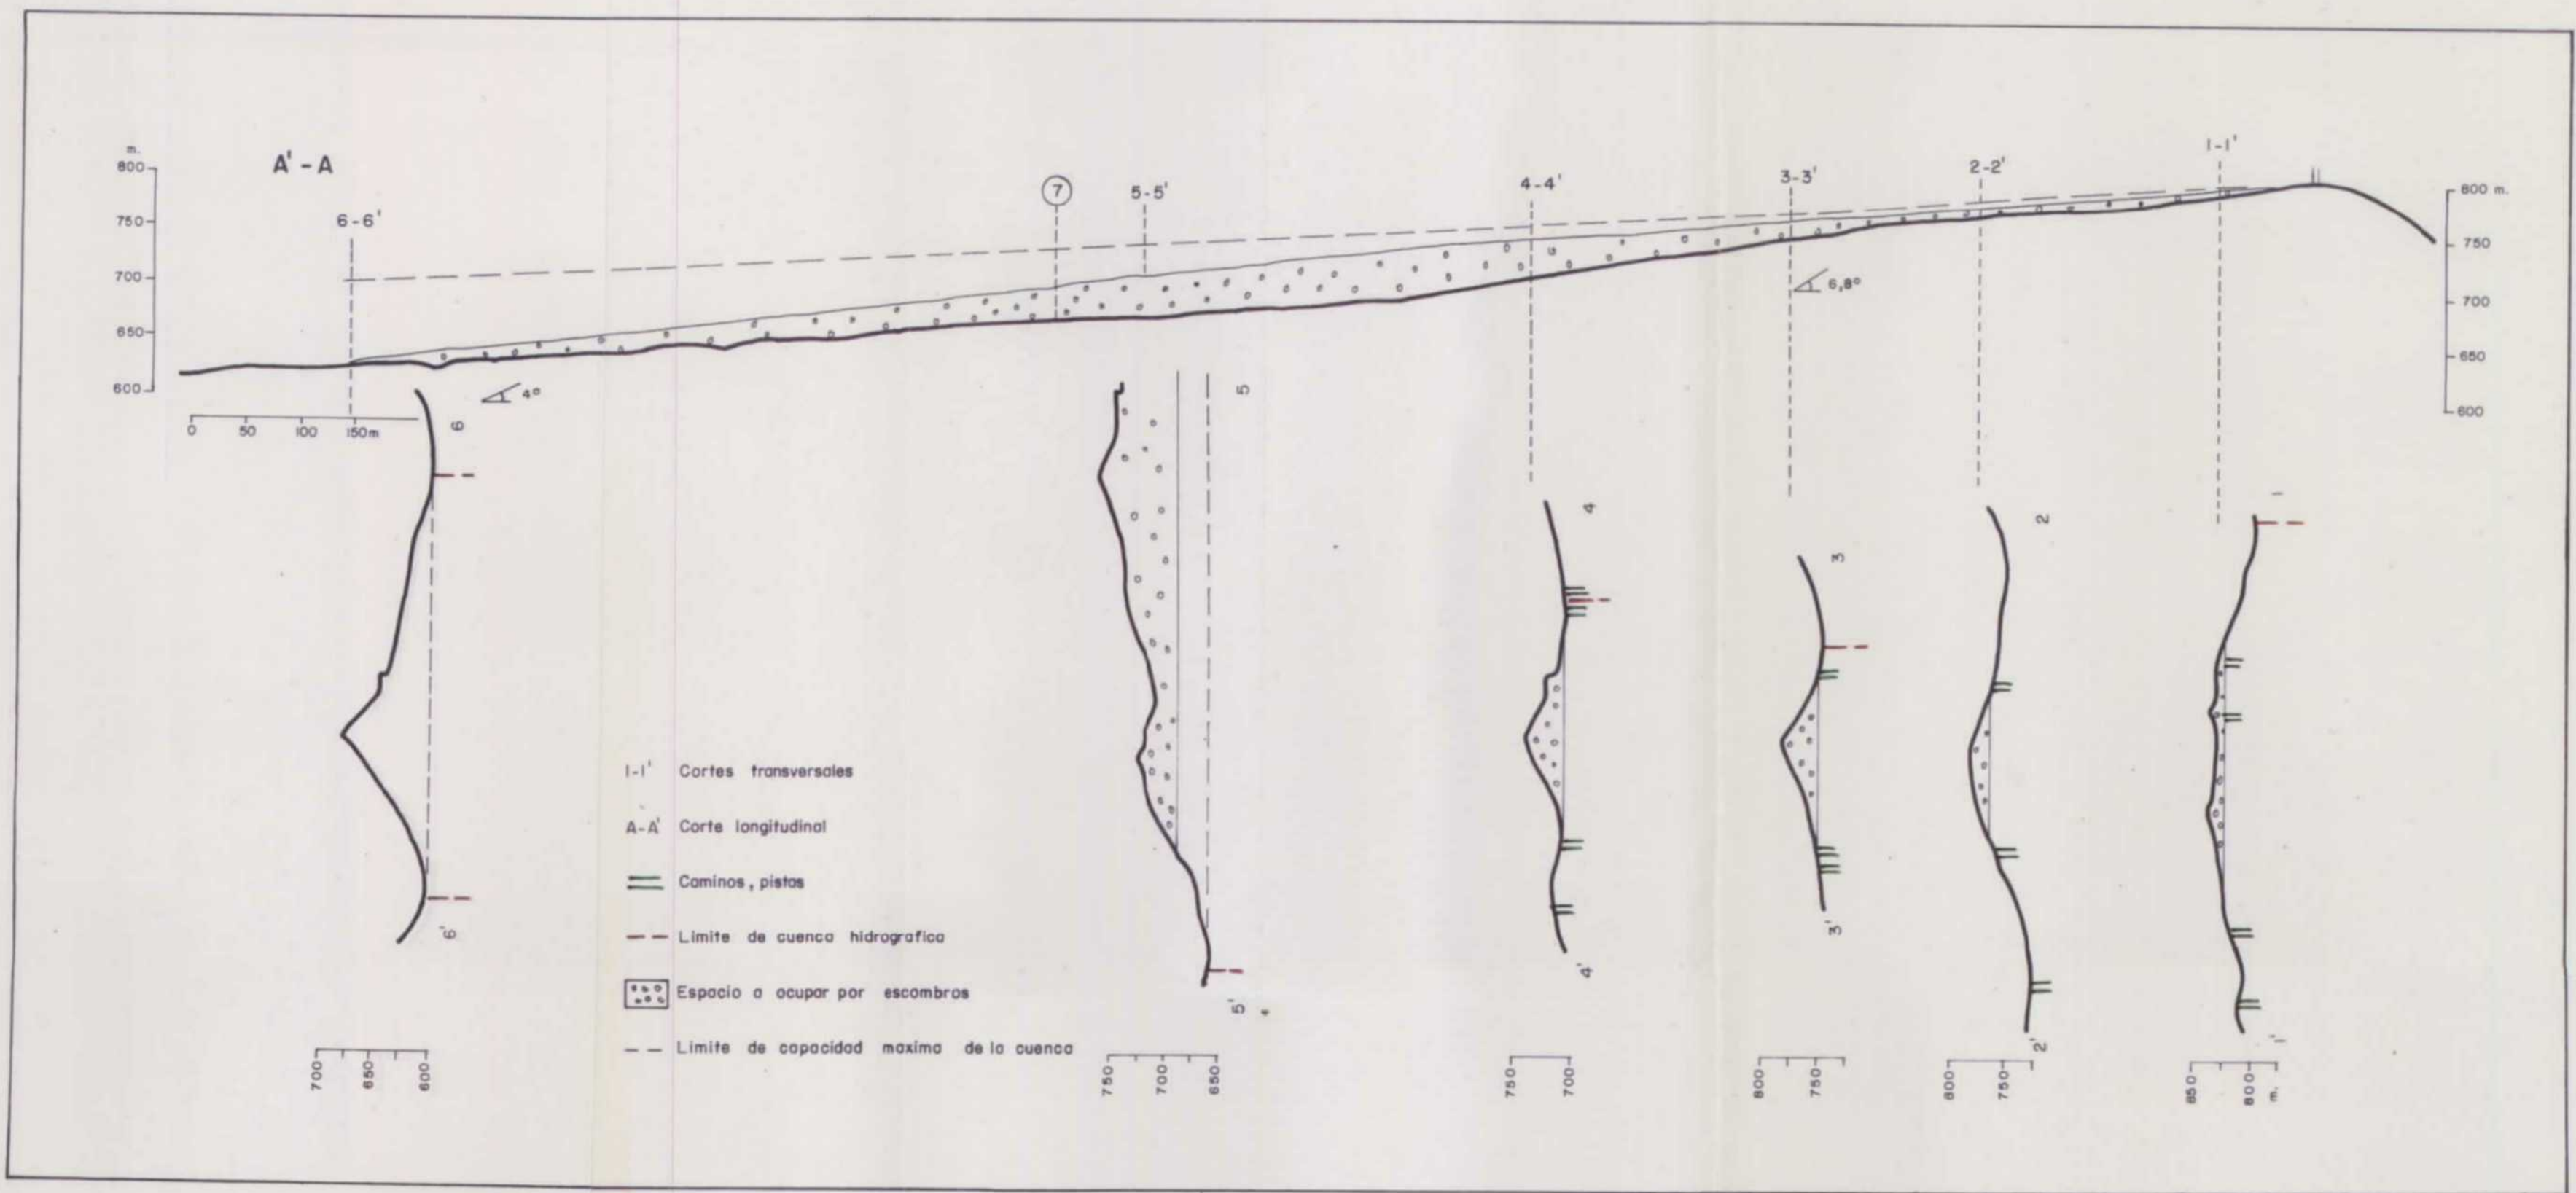 A' - A
m.
800
750
700
650
600
6-6'
7
5-5'
4-4'
3-3'
2-2'
1-1'
800 m.
750
700
650
600
4º
6,8º
0 50 100 150m
6
6'
5
5'
4
4'
3
3'
2
2'
1
1'
1-1' Cortes transversales
A-A' Corte longitudinal
Caminos, pistas
Limite de cuenca hidrografica
Espacio a ocupar por escombros
Limite de capacidad maxima de la cuenca
700 650 600
750 700 650
750 700
800 750
800 750
850 800 m.